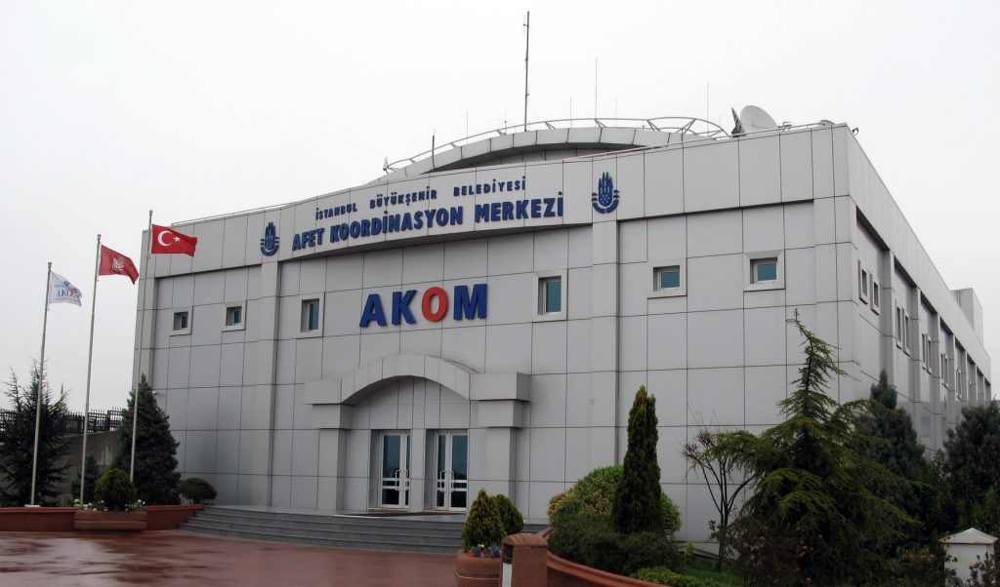 İSTANBUL BÜYÜKŞEHİR BELEDİYESİ
AFET KOORDİNASYON MERKEZİ
AKOM